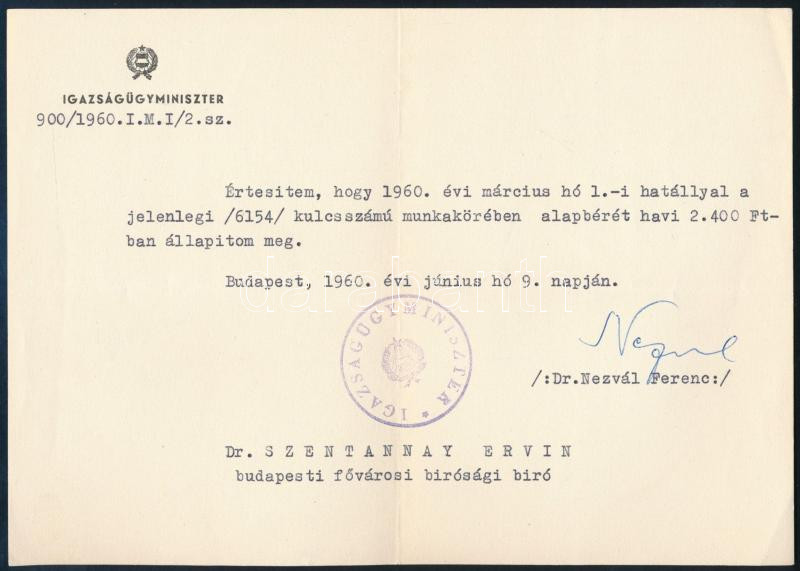 IGAZSÁGÜGYMINISZTER
900/1960.I.M.I/2.sz.
Értesitem, hogy 1960. évi március hó 1.-i hatállyal a
jelenlegi /6154/ kulcsszámú munkakörében alapbérét havi 2.400 Ft-
ban állapitom meg.
Budapest, 1960. évi június hó 9. napján.
darabanth
IGAZSÁGÜGYMINISZTER *
Nezvál
/:Dr.Nezvál Ferenc:/
Dr. SZENTANNAY ERVIN
budapesti fővárosi birósági biró